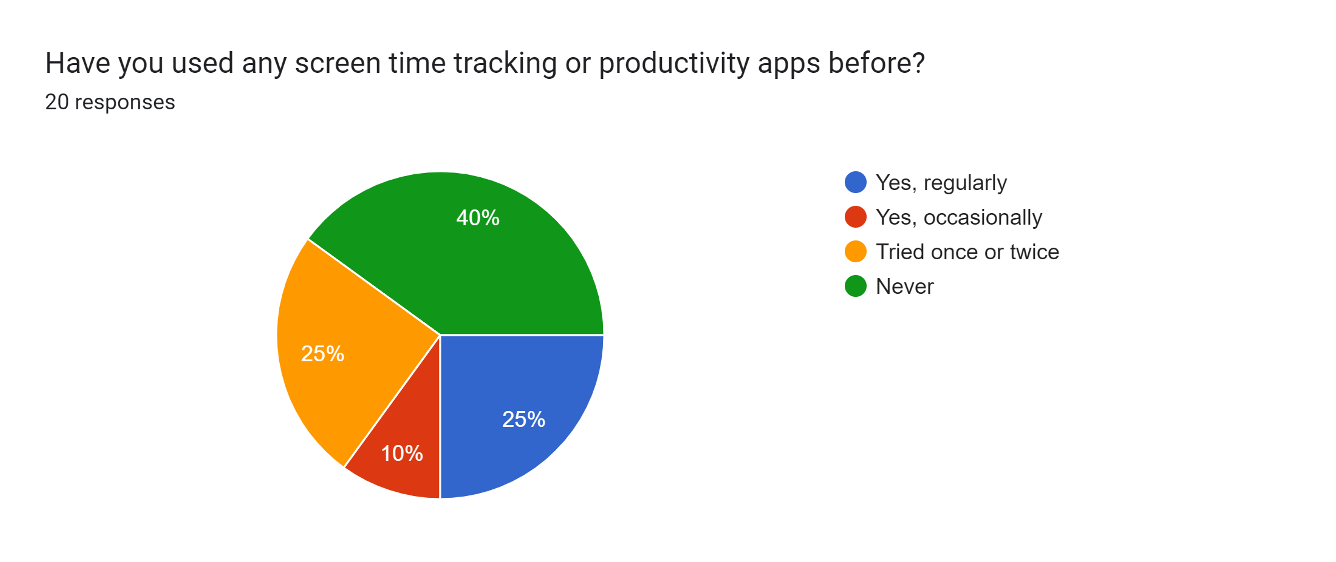 Have you used any screen time tracking or productivity apps before?
20 responses
40%
25%
10%
25%
Yes, regularly
Yes, occasionally
Tried once or twice
Never